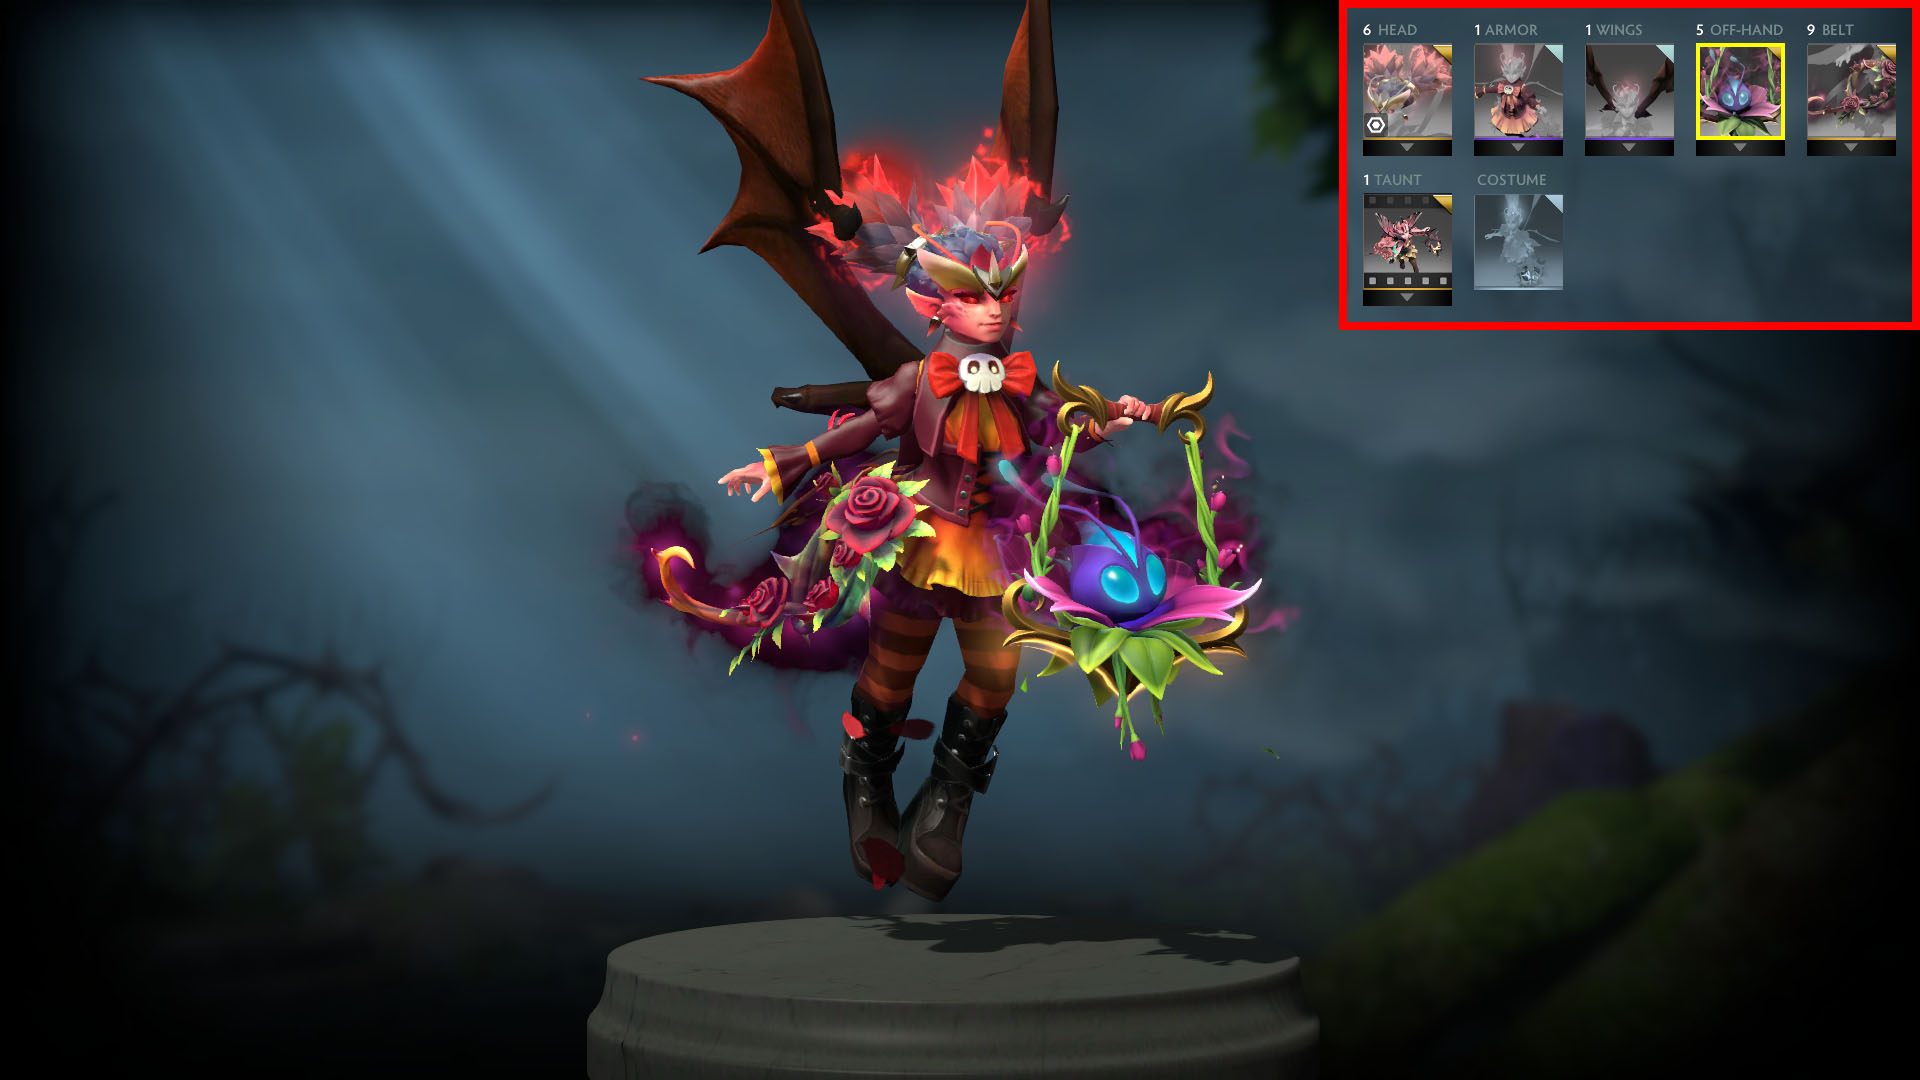 6 HEAD
1 ARMOR
1 WINGS
5 OFF-HAND
9 BELT
1 TAUNT
COSTUME